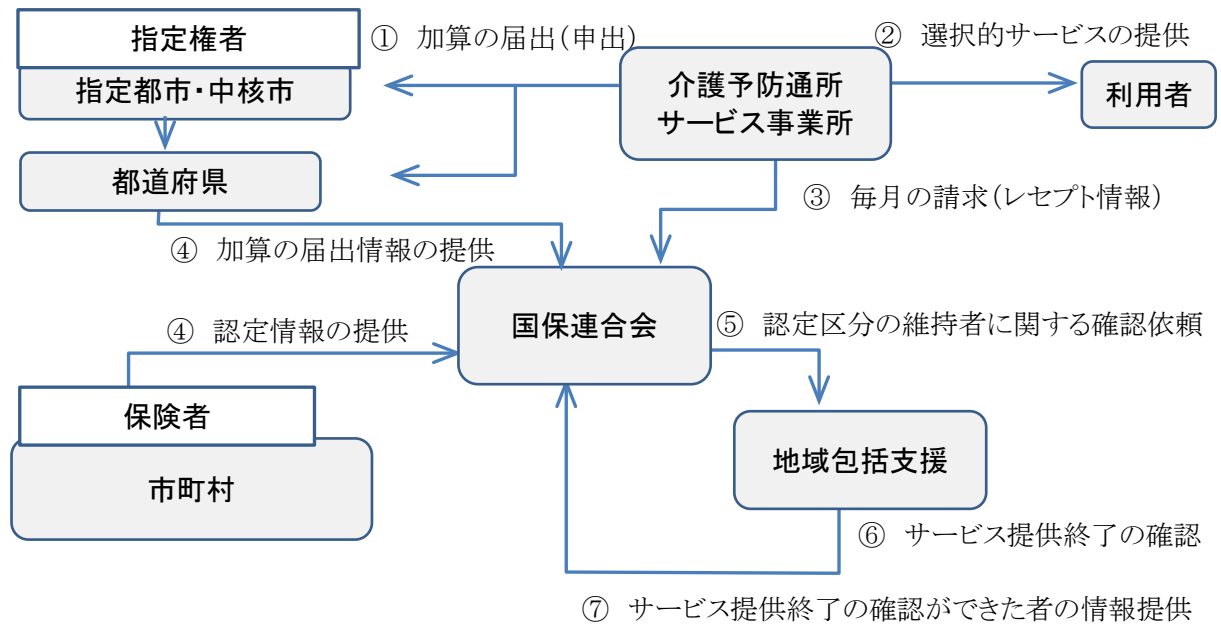 指定権者
① 加算の届出(申出)
② 選択的サービスの提供
指定都市・中核市
介護予防通所
サービス事業所
利用者
都道府県
③ 毎月の請求(レセプト情報)
④ 加算の届出情報の提供
国保連合会
④ 認定情報の提供
⑤ 認定区分の維持者に関する確認依頼
保険者
市町村
地域包括支援
⑥ サービス提供終了の確認
⑦ サービス提供終了の確認ができた者の情報提供